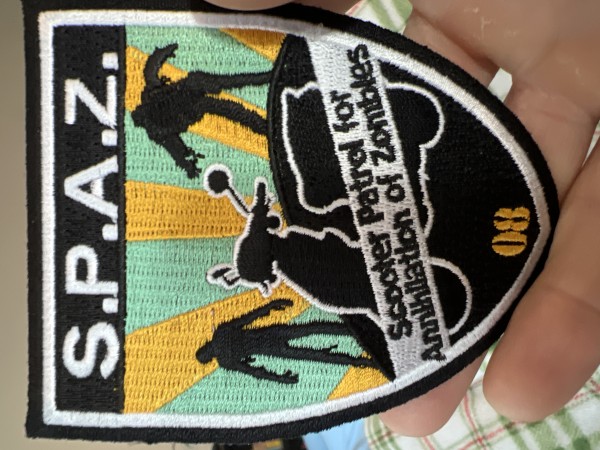 S.P.A.Z.
Scooter Patrol for
Annihilation of Zombies
08